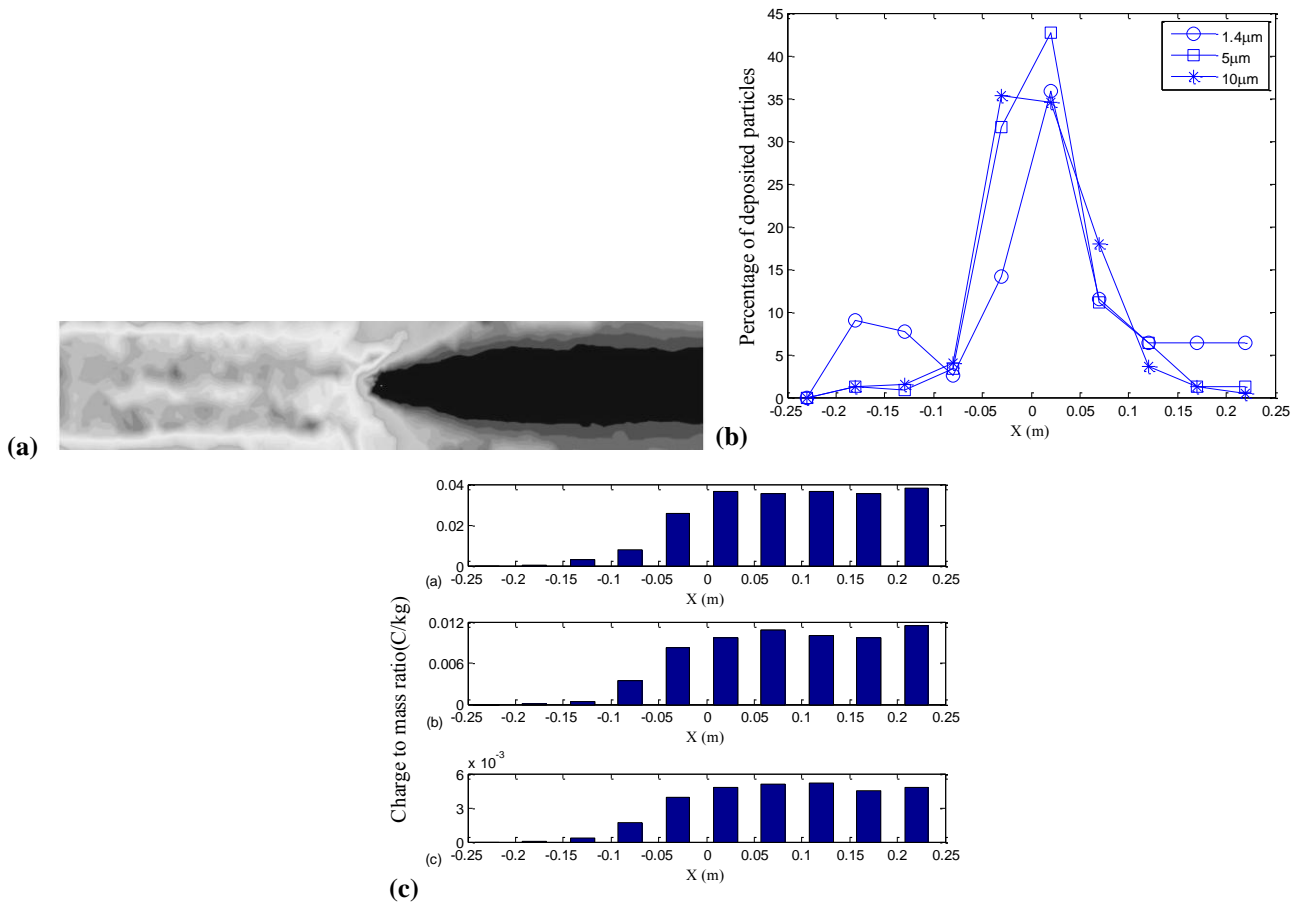 (a)
45
40
35
30
25
20
15
10
5
0
-0.25 -0.2 -0.15 -0.1 -0.05 0 0.05 0.1 0.15 0.2 0.25
X (m)
Percentage of deposited particles
1.4μm
5μm
10μm
(b)
Charge to mass ratio(C/kg)
0.04
0.02
0
(a) -0.25 -0.2 -0.15 -0.1 -0.05 0 0.05 0.1 0.15 0.2 0.25
X (m)
0.012
0.006
0
(b) -0.25 -0.2 -0.15 -0.1 -0.05 0 0.05 0.1 0.15 0.2 0.25
X (m)
x 10^-3
6
3
0
(c) -0.25 -0.2 -0.15 -0.1 -0.05 0 0.05 0.1 0.15 0.2 0.25
X (m)
(c)